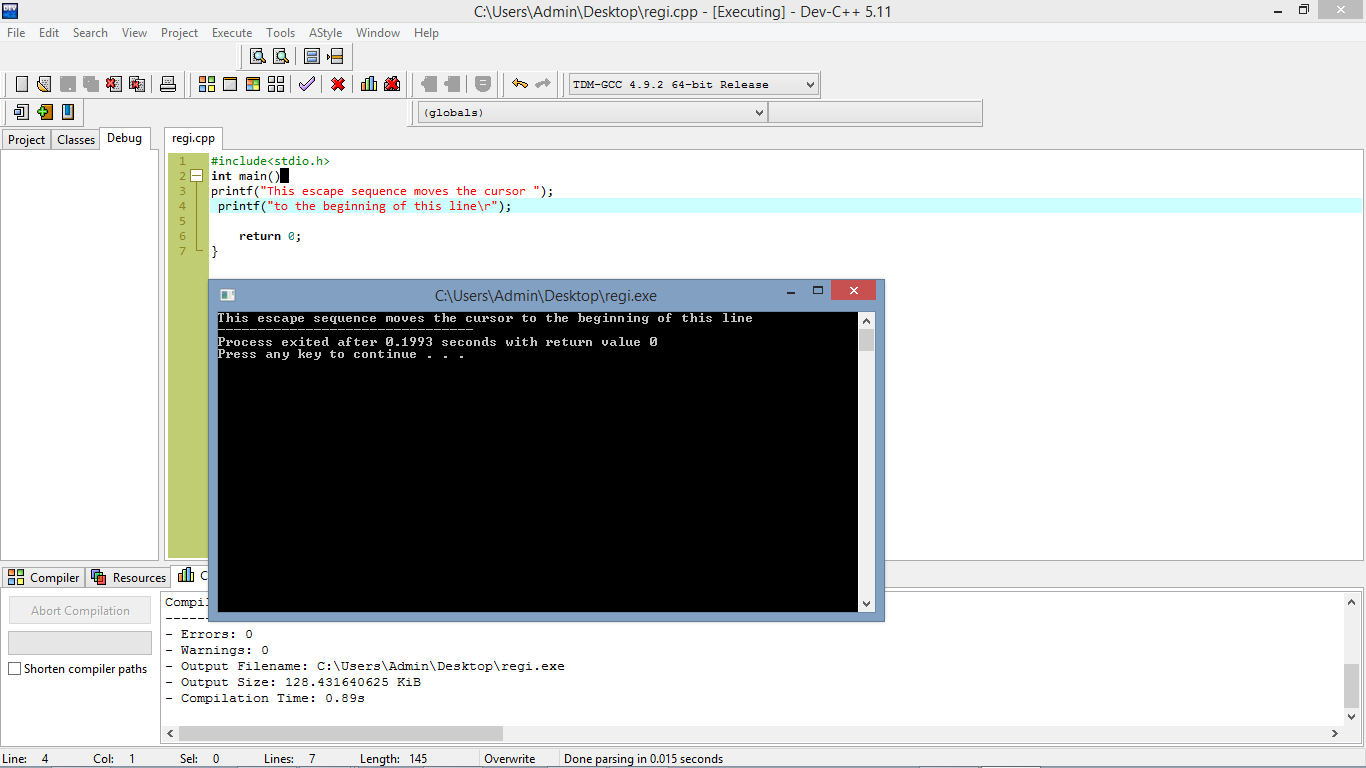 C:\Users\Admin\Desktop\regi.cpp - [Executing] - Dev-C++ 5.11
File Edit Search View Project Execute Tools AStyle Window Help
TDM-GCC 4.9.2 64-bit Release
(globals)
Project Classes Debug regi.cpp
1 #include<stdio.h>
2 int main()
3 printf("This escape sequence moves the cursor ");
4 printf("to the beginning of this line\r");
5
6 return 0;
7 }
C:\Users\Admin\Desktop\regi.exe
This escape sequence moves the cursor to the beginning of this line
--------------------------------
Process exited after 0.1993 seconds with return value 0
Press any key to continue . . .
Compiler Resources C
Abort Compilation
Shorten compiler paths
Compil
------
- Errors: 0
- Warnings: 0
- Output Filename: C:\Users\Admin\Desktop\regi.exe
- Output Size: 128.431640625 KiB
- Compilation Time: 0.89s
Line: 4 Col: 1 Sel: 0 Lines: 7 Length: 145 Overwrite Done parsing in 0.015 seconds